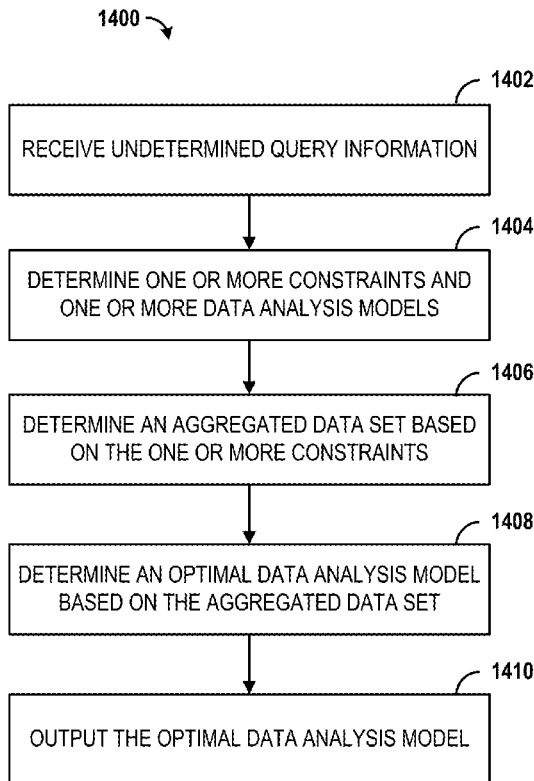 1400
1402
RECEIVE UNDETERMINED QUERY INFORMATION
1404
DETERMINE ONE OR MORE CONSTRAINTS AND
ONE OR MORE DATA ANALYSIS MODELS
1406
DETERMINE AN AGGREGATED DATA SET BASED
ON THE ONE OR MORE CONSTRAINTS
1408
DETERMINE AN OPTIMAL DATA ANALYSIS MODEL
BASED ON THE AGGREGATED DATA SET
1410
OUTPUT THE OPTIMAL DATA ANALYSIS MODEL